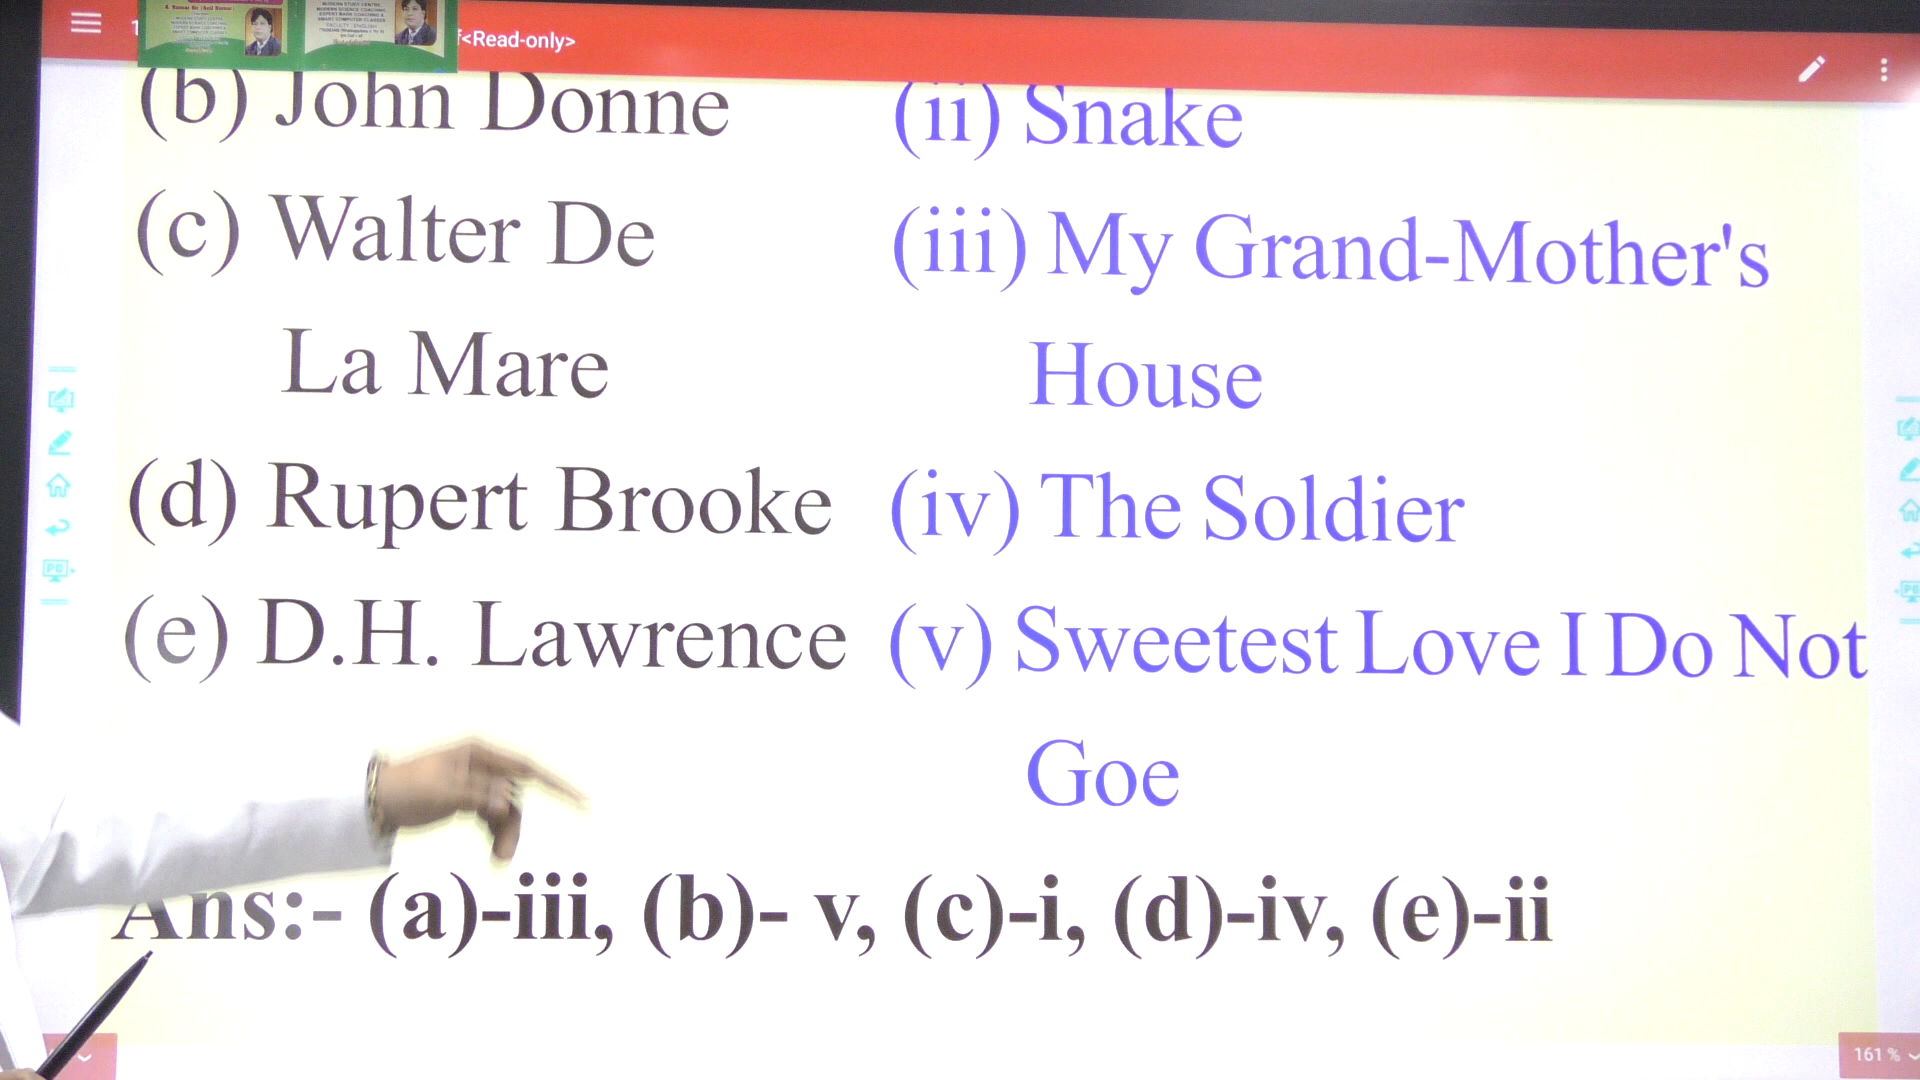 <Read-only>
(b) John Donne (ii) Snake
(c) Walter De (iii) My Grand-Mother's
La Mare House
(d) Rupert Brooke (iv) The Soldier
(e) D.H. Lawrence (v) Sweetest Love I Do Not
Goe
Ans:- (a)-iii, (b)- v, (c)-i, (d)-iv, (e)-ii
161 %